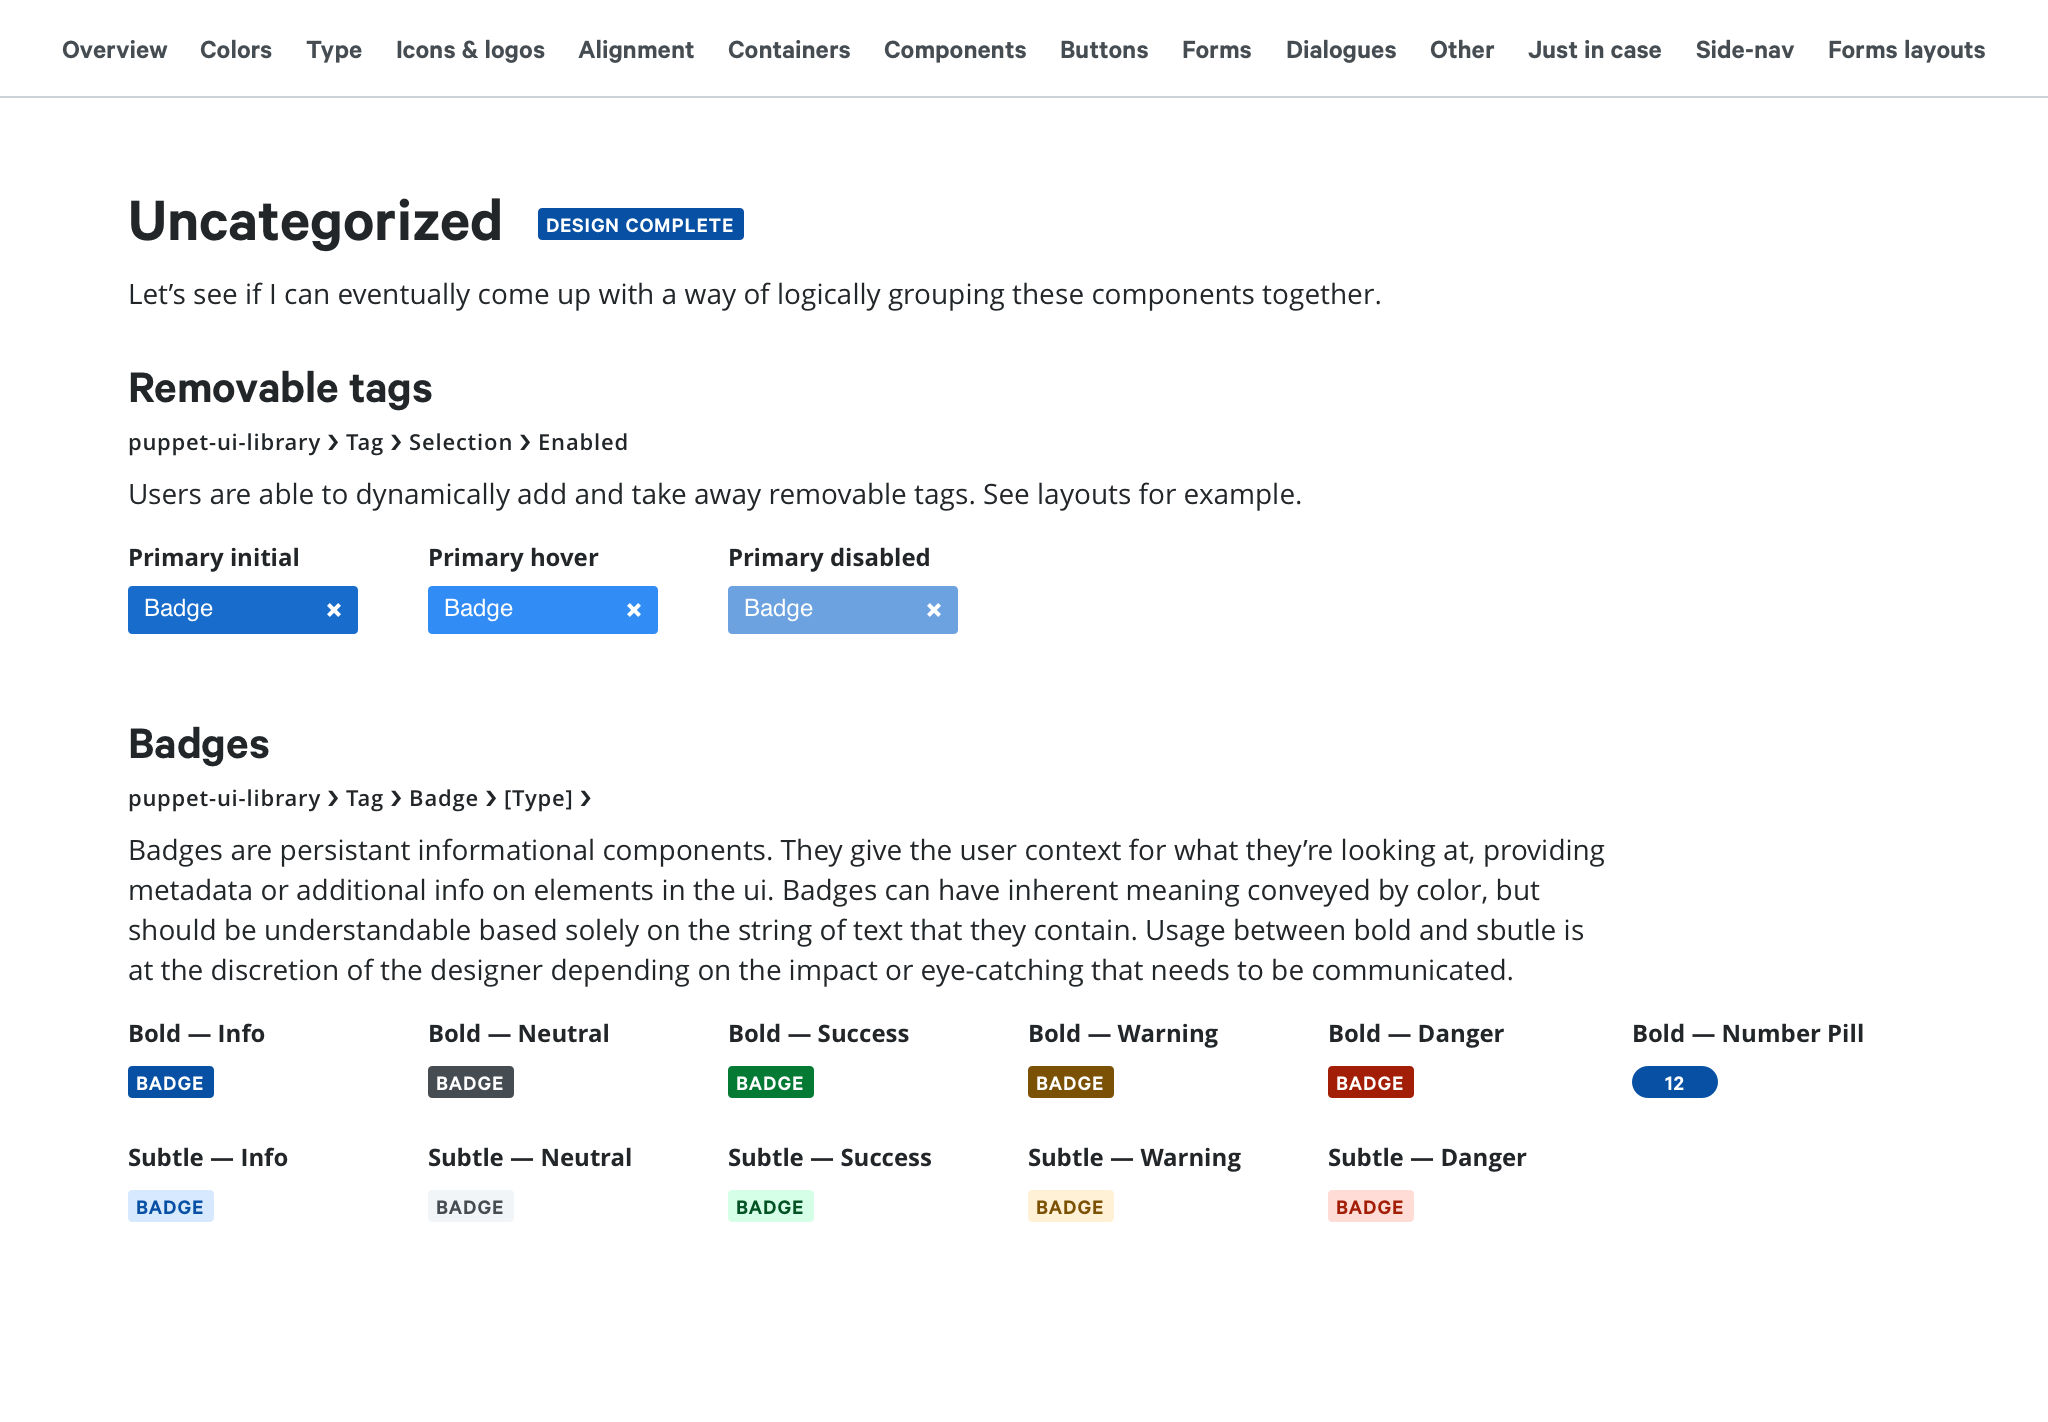 Overview Colors Type Icons & logos Alignment Containers Components Buttons Forms Dialogues Other Just in case Side-nav Forms layouts
Uncategorized DESIGN COMPLETE
Let’s see if I can eventually come up with a way of logically grouping these components together.
Removable tags
puppet-ui-library ❯ Tag ❯ Selection ❯ Enabled
Users are able to dynamically add and take away removable tags. See layouts for example.
Primary initial Primary hover Primary disabled
Badge Badge Badge
Badges
puppet-ui-library ❯ Tag ❯ Badge ❯ [Type] ❯
Badges are persistant informational components. They give the user context for what they’re looking at, providing
metadata or additional info on elements in the ui. Badges can have inherent meaning conveyed by color, but
should be understandable based solely on the string of text that they contain. Usage between bold and sbutle is
at the discretion of the designer depending on the impact or eye-catching that needs to be communicated.
Bold — Info Bold — Neutral Bold — Success Bold — Warning Bold — Danger Bold — Number Pill
BADGE BADGE BADGE BADGE BADGE 12
Subtle — Info Subtle — Neutral Subtle — Success Subtle — Warning Subtle — Danger
BADGE BADGE BADGE BADGE BADGE